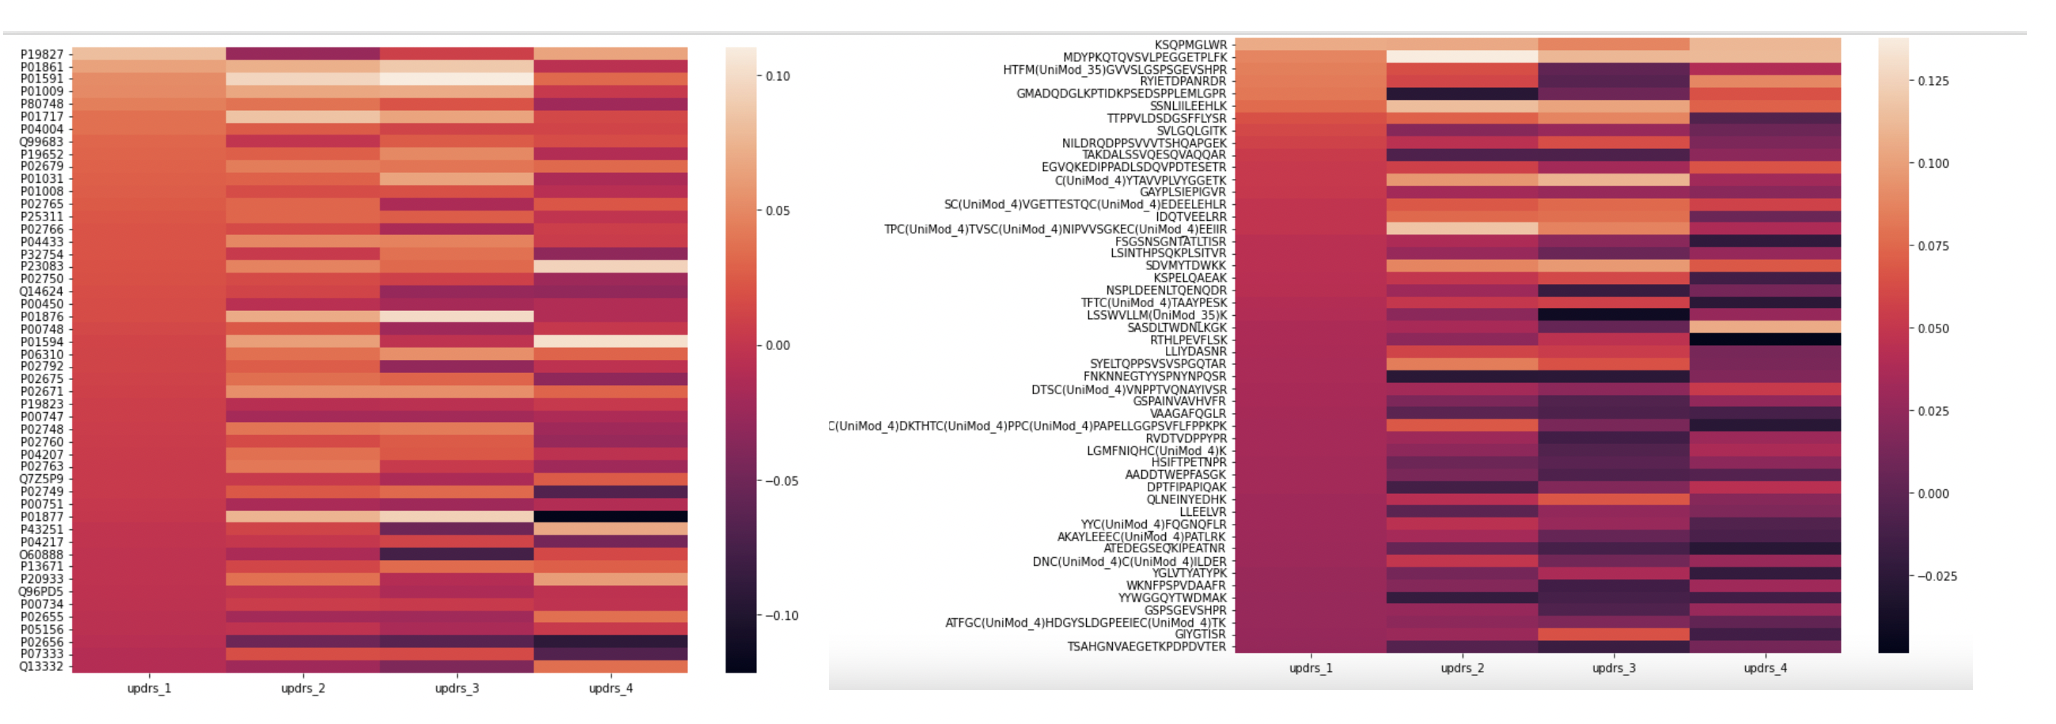 P19827
P01861
P01591
P01009
P80748
P01717
P04004
Q99683
P19652
P02679
P01031
P01008
P02765
P25311
P02766
P04433
P32754
P23083
P02750
Q14624
P00450
P01876
P00748
P01594
P06310
P02792
P02675
P02671
P19823
P00747
P02748
P02760
P04207
P02763
Q7Z5P9
P02749
P00751
P01877
P43251
P04217
O60888
P13671
P20933
Q96PD5
P00734
P02655
P05156
P02656
P07333
Q13332
updrs_1 updrs_2 updrs_3 updrs_4
0.10
0.05
0.00
−0.05
−0.10
KSQPMGLWR
MDYPKQTQVSVLPEGGETPLFK
HTFM(UniMod_35)GVVSLGSPSGEVSHPR
RYIETDPANRDR
GMADQDGLKPTIDKPSEDSPPLEMLGPR
SSNLIILEEHLK
TTPPVLDSDGSFFLYSR
SVLGQLGITK
NILDRQDPPSVVVTSHQAPGEK
TAKDALSSVQESQVAQQAR
EGVQKEDIPPADLSDQVPDTESETR
C(UniMod_4)YTAVVPLVYGGETK
GAYPLSIEPIGVR
SC(UniMod_4)VGETTESTQC(UniMod_4)EDEELEHLR
IDQTVEELRR
TPC(UniMod_4)TVSC(UniMod_4)NIPVVSGKEC(UniMod_4)EEIIR
FSGSNSGNTATLTISR
LSINTHPSQKPLSITVR
SDVMYTDWKK
KSPELQAEAK
NSPLDEENLTQENQDR
TFTC(UniMod_4)TAAYPESK
LSSWVLLM(UniMod_35)K
SASDLTWDNLKGK
RTHLPEVFLSK
LLIYDASNR
SYELTQPPSVSVSPGQTAR
FNKNNEGTYYSPNYNPQSR
DTSC(UniMod_4)VNPPTVQNAYIVSR
GSPAINVAVHVFR
VAAGAFQGLR
C(UniMod_4)DKTHTC(UniMod_4)PPC(UniMod_4)PAPELLGGPSVFLFPPKPK
RVDTVDPPYPR
LGMFNIQHC(UniMod_4)K
HSIFTPETNPR
AADDTWEPFASGK
DPTFIPAPIQAK
QLNEINYEDHK
LLEELVR
YYC(UniMod_4)FQGNQFLR
AKAYLEEEC(UniMod_4)PATLRK
ATEDEGSEQKIPEATNR
DNC(UniMod_4)C(UniMod_4)ILDER
YGLVTYATYPK
WKNFPSPVDAAFR
YYWGGQYTWDMAK
GSPSGEVSHPR
ATFGC(UniMod_4)HDGYSLDGPEEIEC(UniMod_4)TK
GIYGTISR
TSAHGNVAEGETKPDPDVTER
updrs_1 updrs_2 updrs_3 updrs_4
0.125
0.100
0.075
0.050
0.025
0.000
−0.025